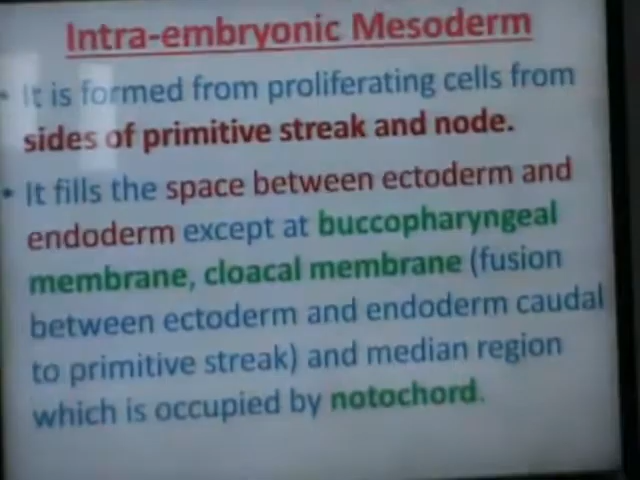 Intra-embryonic Mesoderm
• It is formed from proliferating cells from
sides of primitive streak and node.
• It fills the space between ectoderm and
endoderm except at buccopharyngeal
membrane, cloacal membrane (fusion
between ectoderm and endoderm caudal
to primitive streak) and median region
which is occupied by notochord.